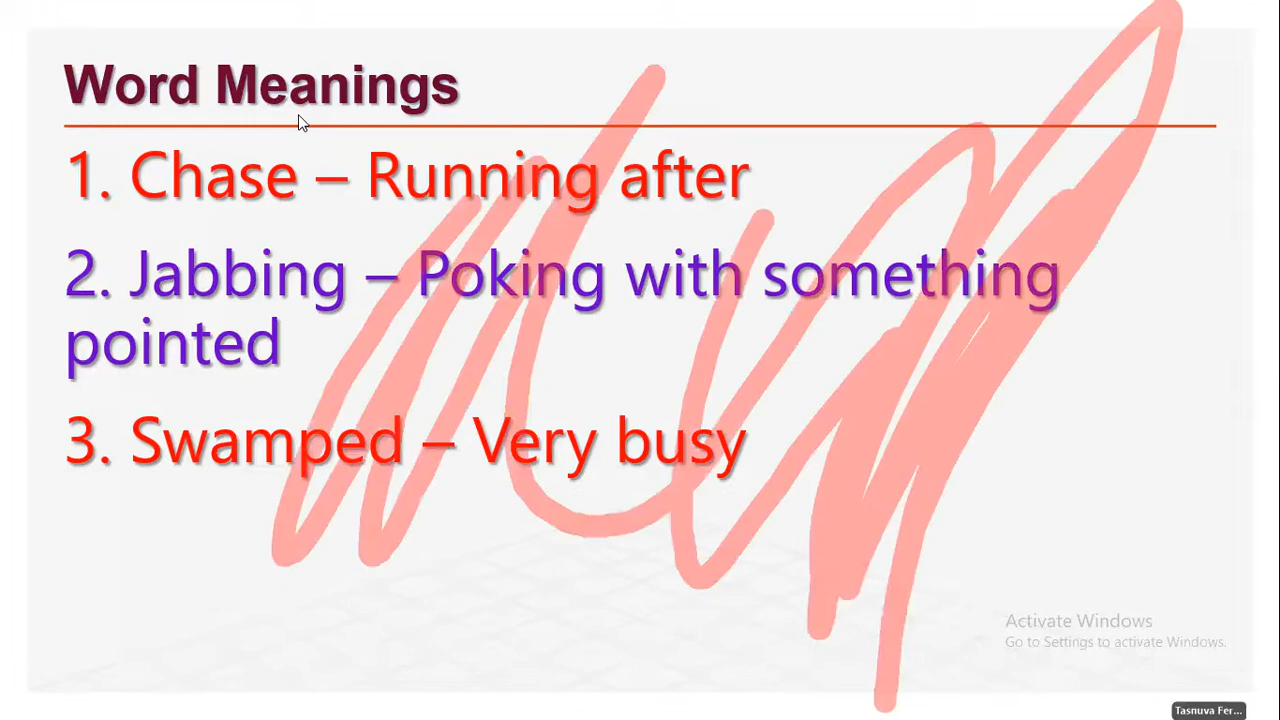 Word Meanings
1. Chase – Running after
2. Jabbing – Poking with something
pointed
3. Swamped – Very busy
Activate Windows
Go to Settings to activate Windows.
Tasnuva Fer...